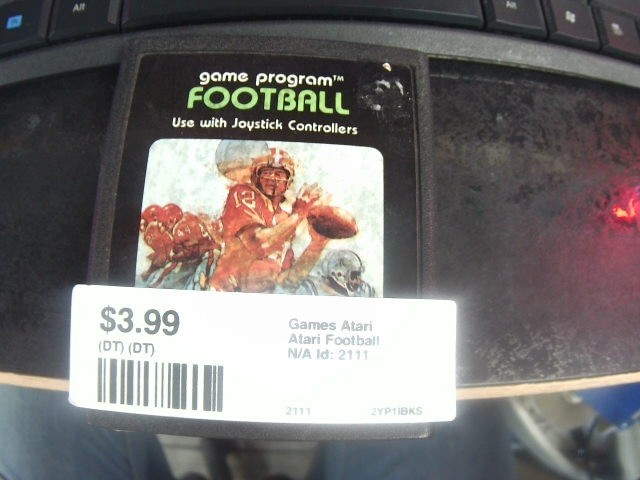 Alt
Alt
game program™
FOOTBALL
Use with Joystick Controllers
12
$3.99
(DT) (DT)
Games Atari
Atari Football
N/A Id: 2111
2111
2YP1iBKS